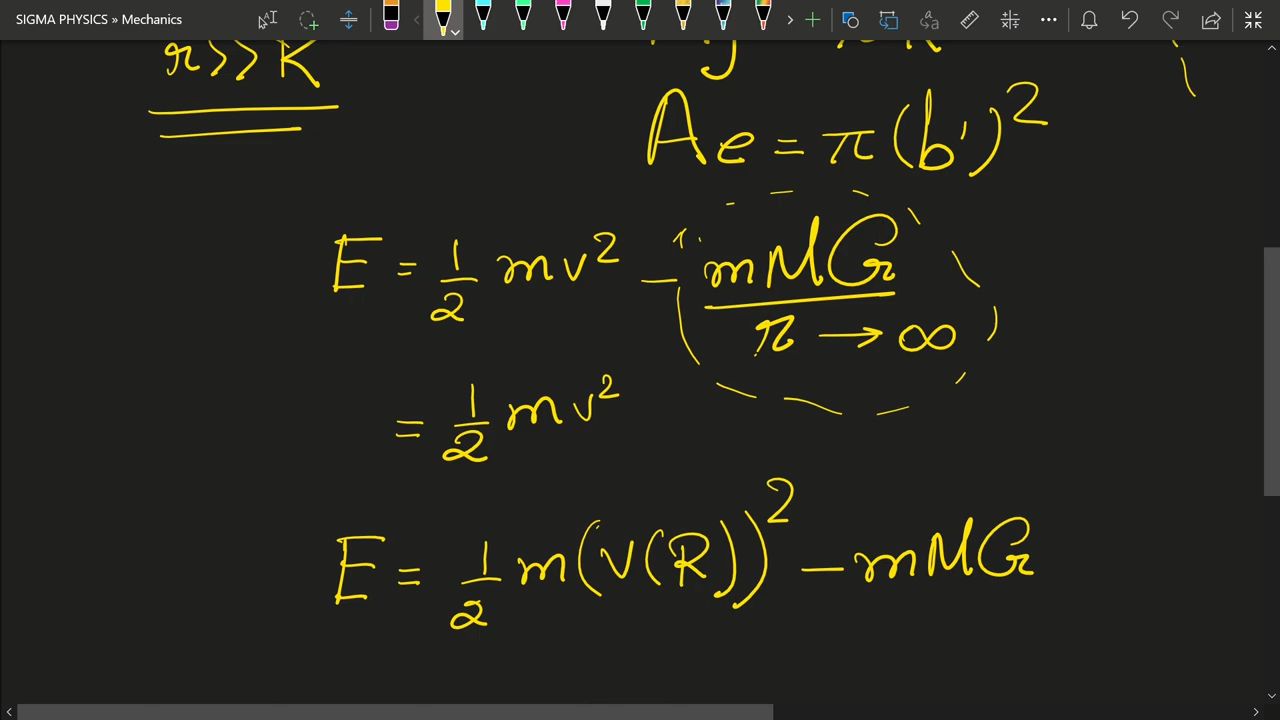 SIGMA PHYSICS » Mechanics
r>>R
Ae = π(b')²
E = 1/2 mv² - mMG/r → ∞
= 1/2 mv²
E = 1/2 m(v(R))² - mMG